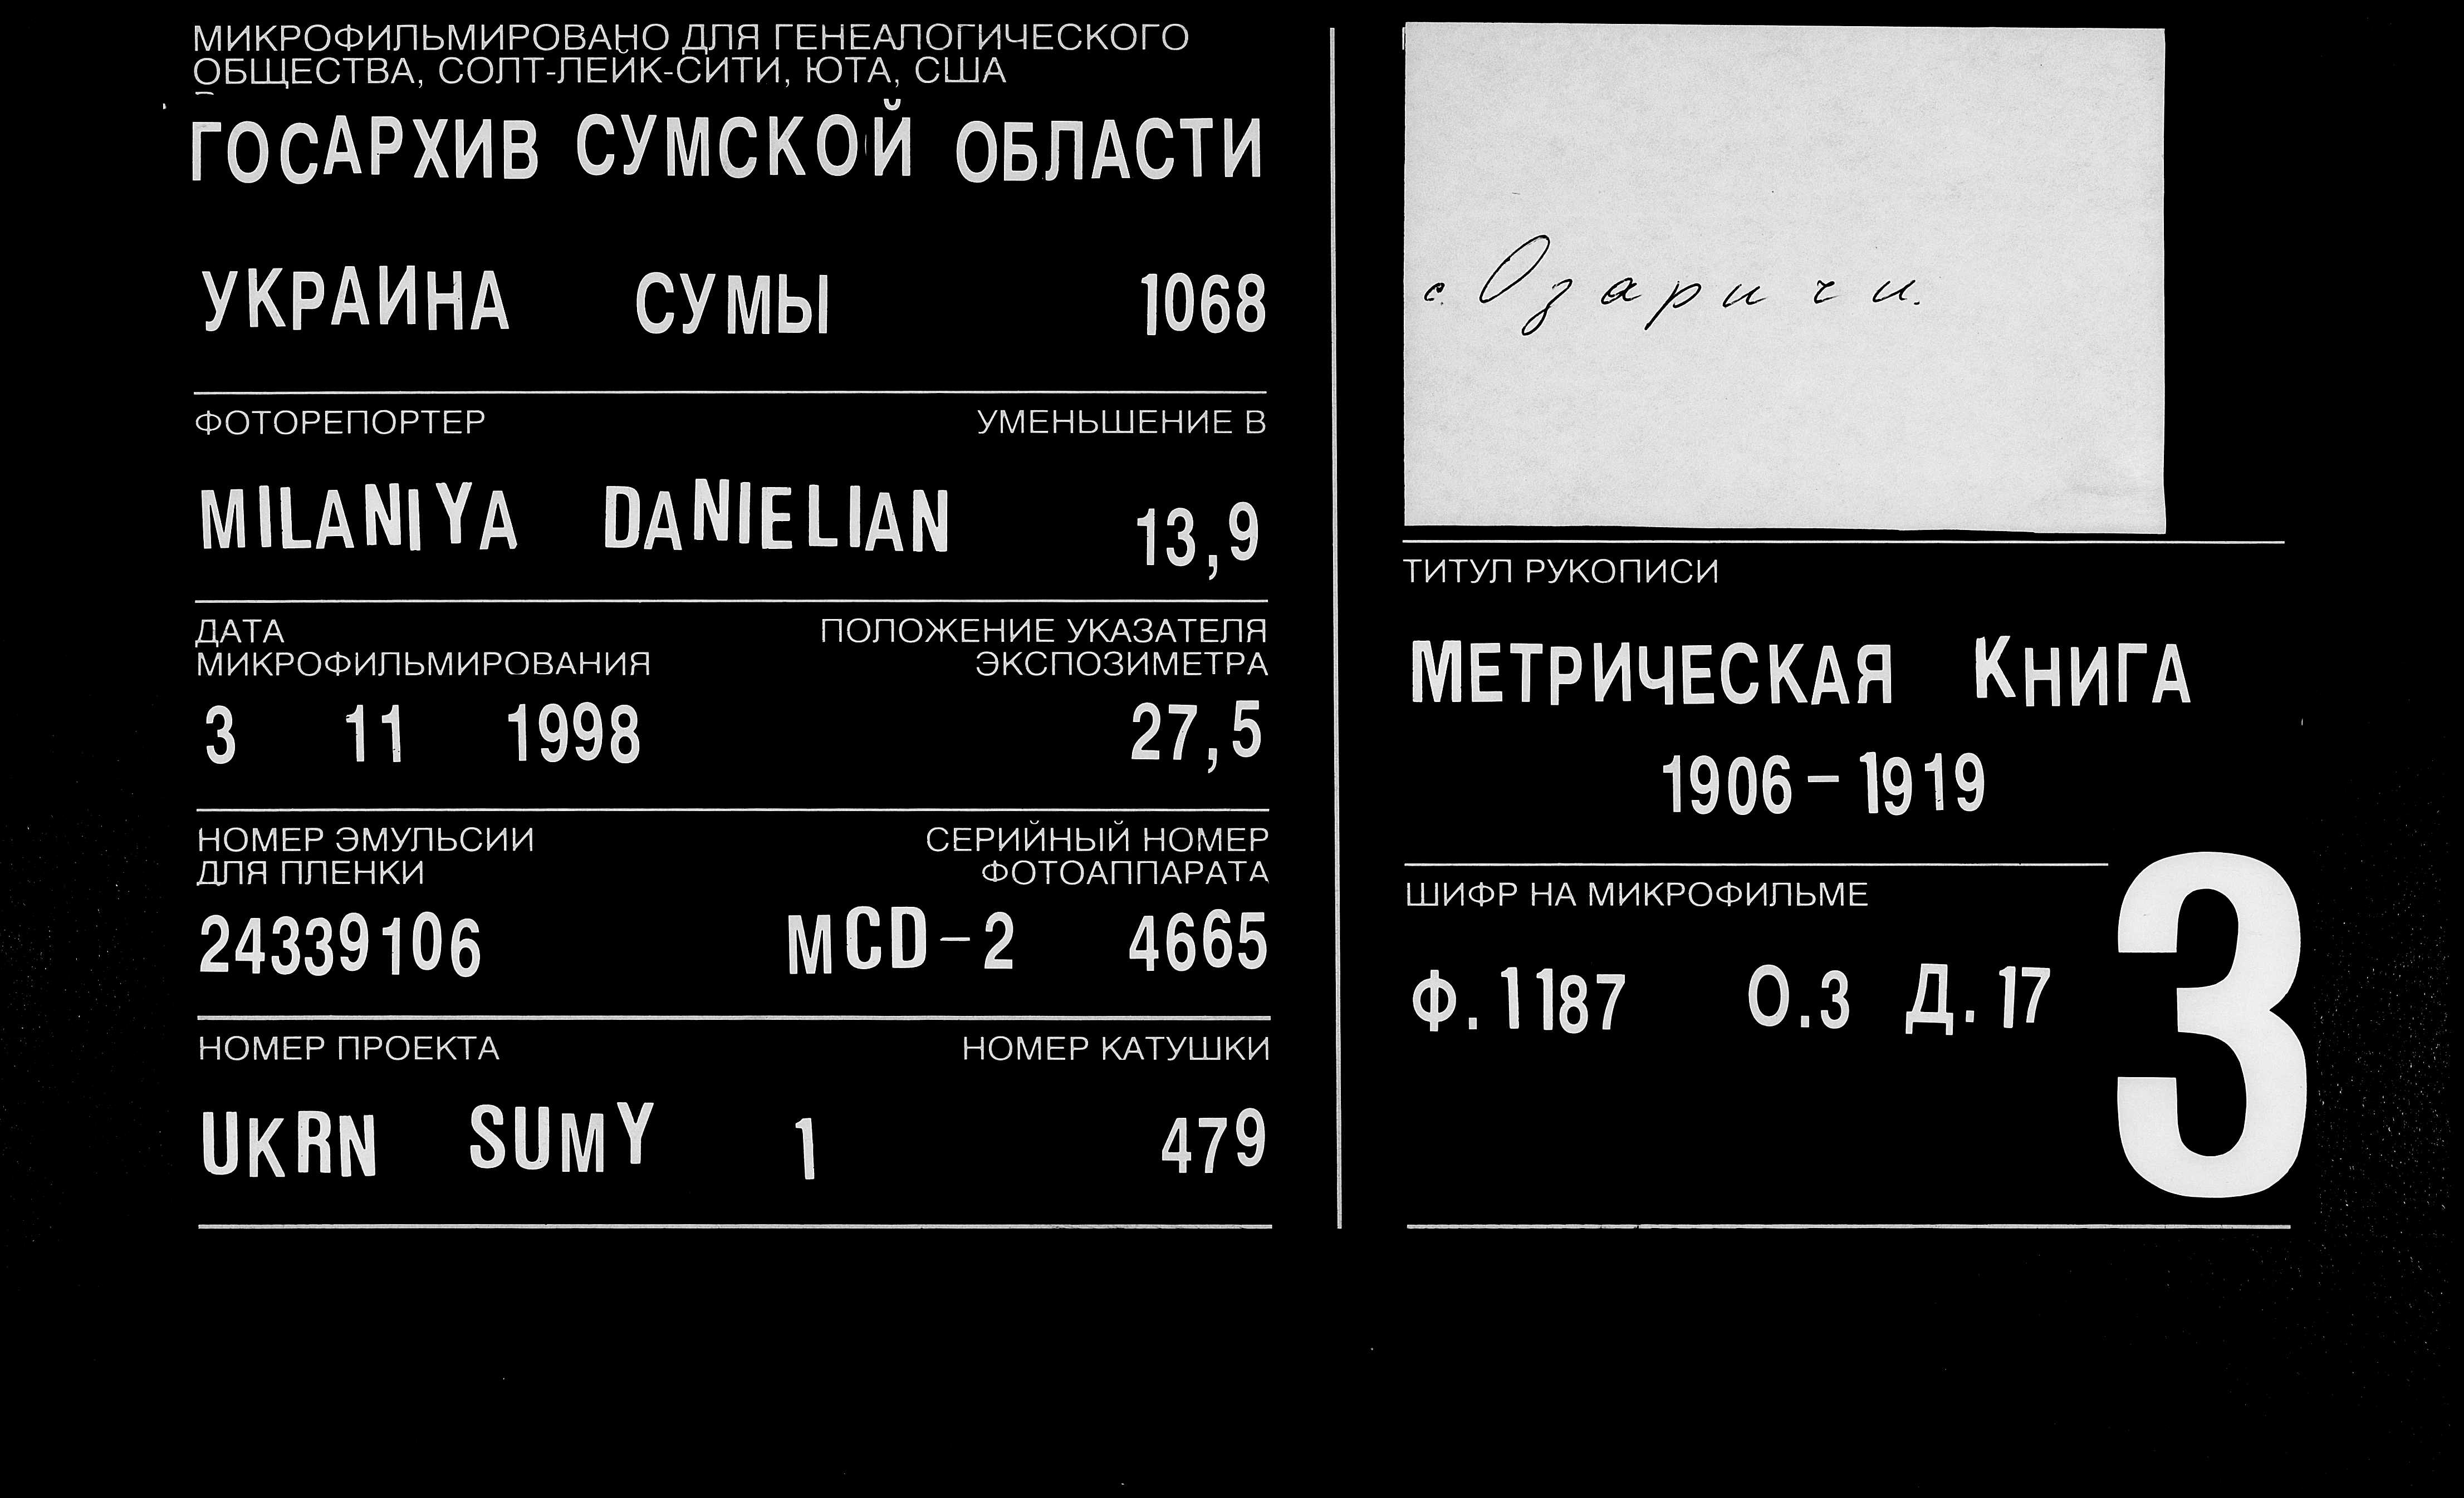 МИКРОФИЛЬМИРОВАНО ДЛЯ ГЕНЕАЛОГИЧЕСКОГО
ОБЩЕСТВА, СОЛТ-ЛЕЙК-СИТИ, ЮТА, США
ГОСАРХИВ СУМСКОЙ ОБЛАСТИ
УКРАИНА СУМЫ 1068
ФОТОРЕПОРТЕР УМЕНЬШЕНИЕ В
MILANIYA DANIELIAN 13,9
ДАТА ПОЛОЖЕНИЕ УКАЗАТЕЛЯ
МИКРОФИЛЬМИРОВАНИЯ ЭКСПОЗИМЕТРА
3 11 1998 27,5
НОМЕР ЭМУЛЬСИИ СЕРИЙНЫЙ НОМЕР
ДЛЯ ПЛЕНКИ ФОТОАППАРАТА
24339106 MCD-2 4665
НОМЕР ПРОЕКТА НОМЕР КАТУШКИ
UKRN SUMY 1 479
с. Озаричи.
ТИТУЛ РУКОПИСИ
МЕТРИЧЕСКАЯ КНИГА
1906-1919
ШИФР НА МИКРОФИЛЬМЕ
Ф. 1187 О.3 Д. 17
3